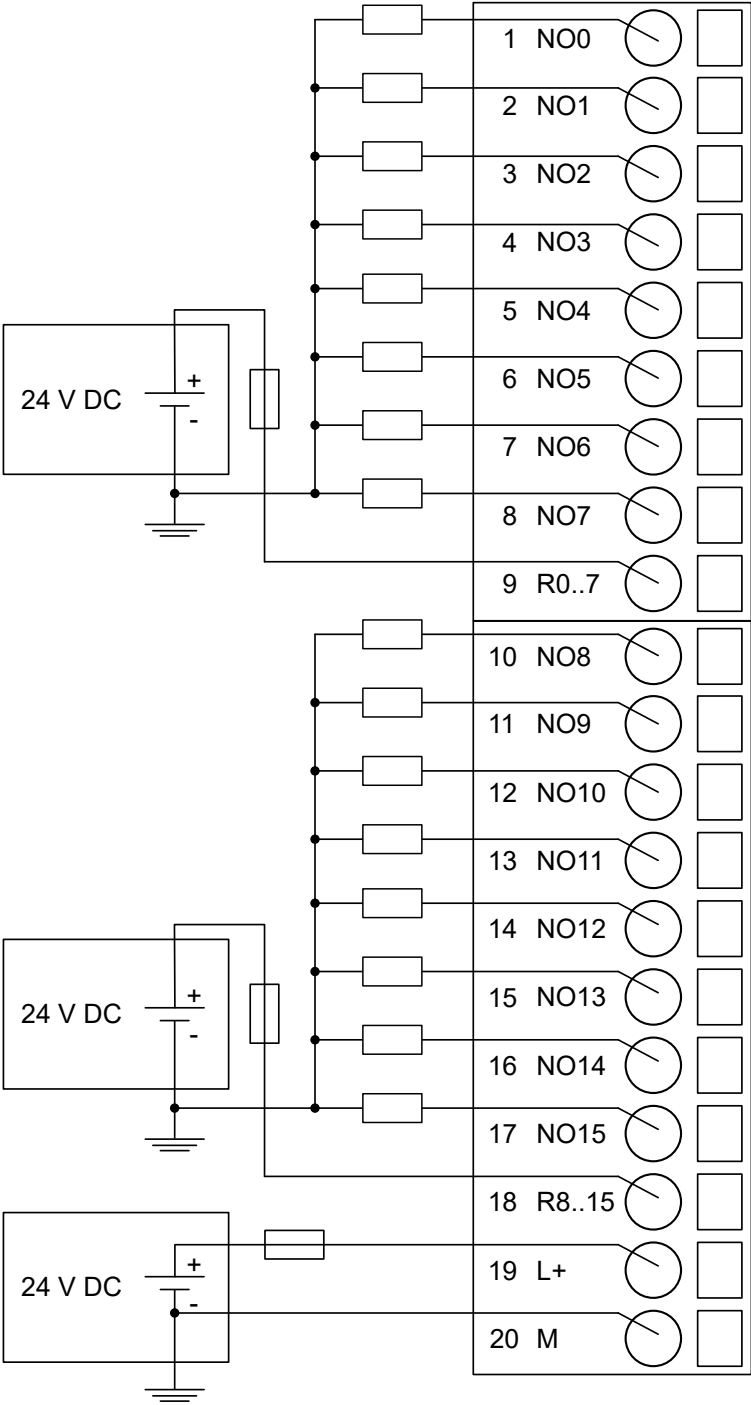 1 NO0
2 NO1
3 NO2
4 NO3
5 NO4
24 V DC
+
-
6 NO5
7 NO6
8 NO7
9 R0..7
10 NO8
11 NO9
12 NO10
13 NO11
14 NO12
24 V DC
+
-
15 NO13
16 NO14
17 NO15
18 R8..15
24 V DC
+
-
19 L+
20 M